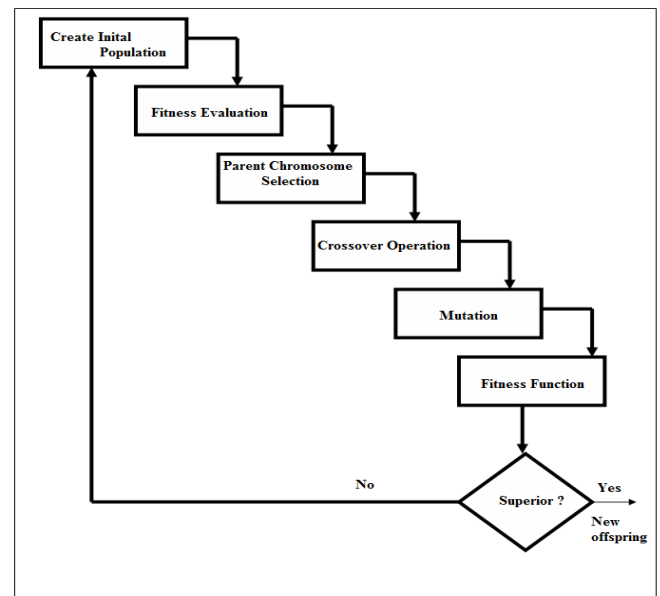 Create Inital
Population
Fitness Evaluation
Parent Chromosome
Selection
Crossover Operation
Mutation
Fitness Function
Superior ?
No
Yes
New
offspring